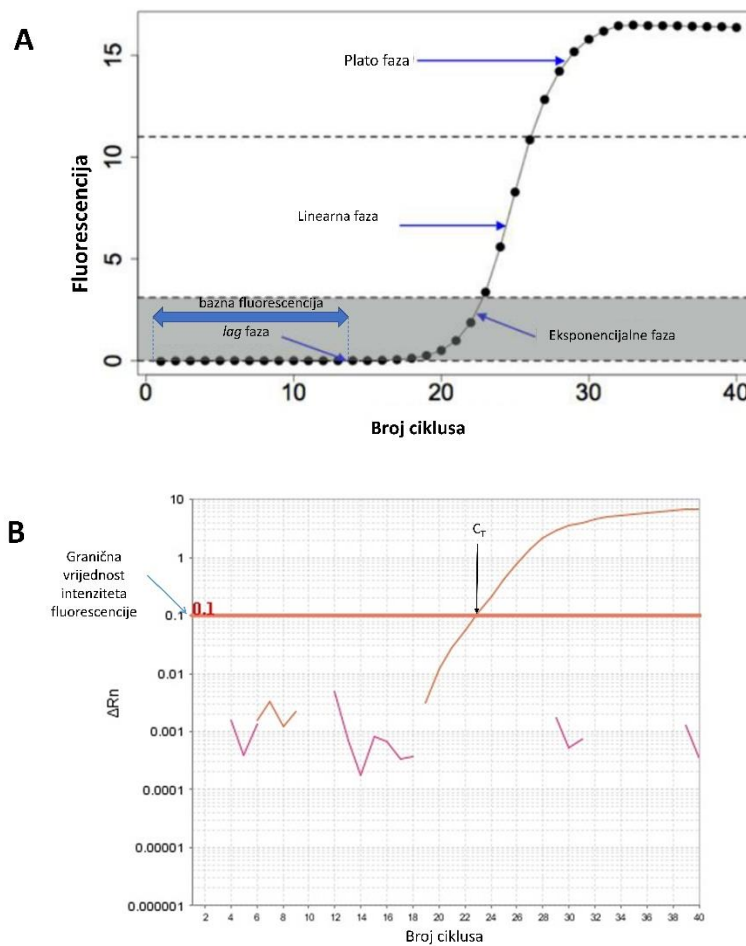 A
Fluorescencija
15
10
5
0
Plato faza
Linearna faza
bazna fluorescencija
lag faza
Eksponencijalne faza
0 10 20 30 40
Broj ciklusa
B
Granična
vrijednost
intenziteta
fluorescencije
ΔRn
10
1
0.1
0.01
0.001
0.0001
0.00001
0.000001
0.1
CT
2 4 6 8 10 12 14 16 18 20 22 24 26 28 30 32 34 36 38 40
Broj ciklusa